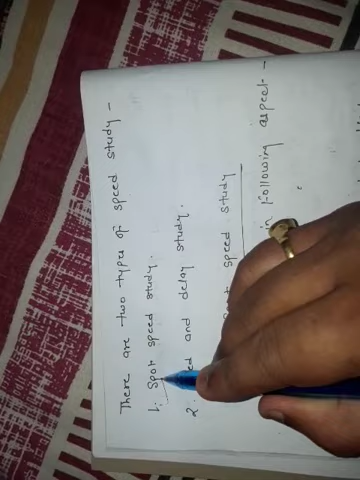 There are two types of speed study -
1. Spot speed study.
2. and delay study.
speed study
in Following aspect -